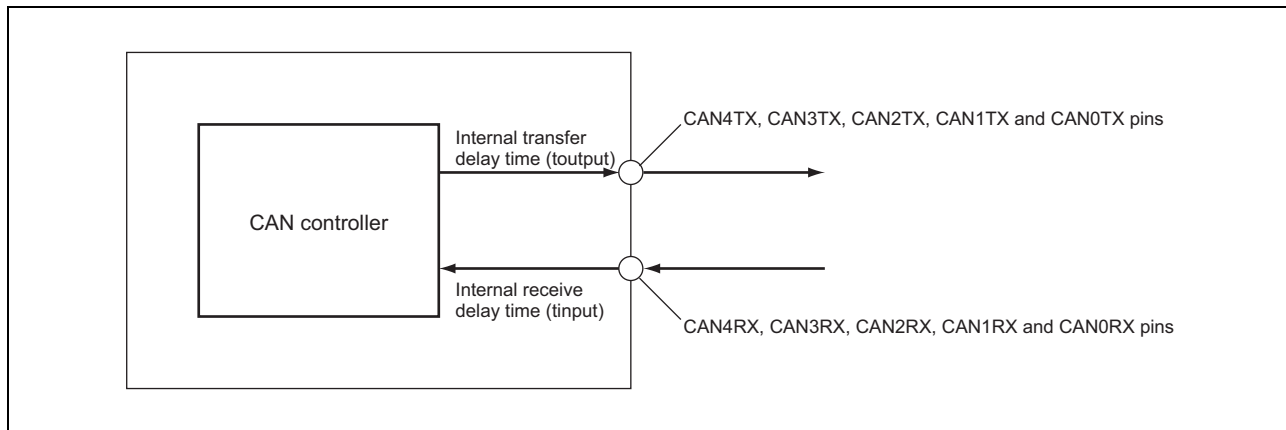 CAN4TX, CAN3TX, CAN2TX, CAN1TX and CAN0TX pins
Internal transfer
delay time (toutput)
CAN controller
Internal receive
delay time (tinput)
CAN4RX, CAN3RX, CAN2RX, CAN1RX and CAN0RX pins